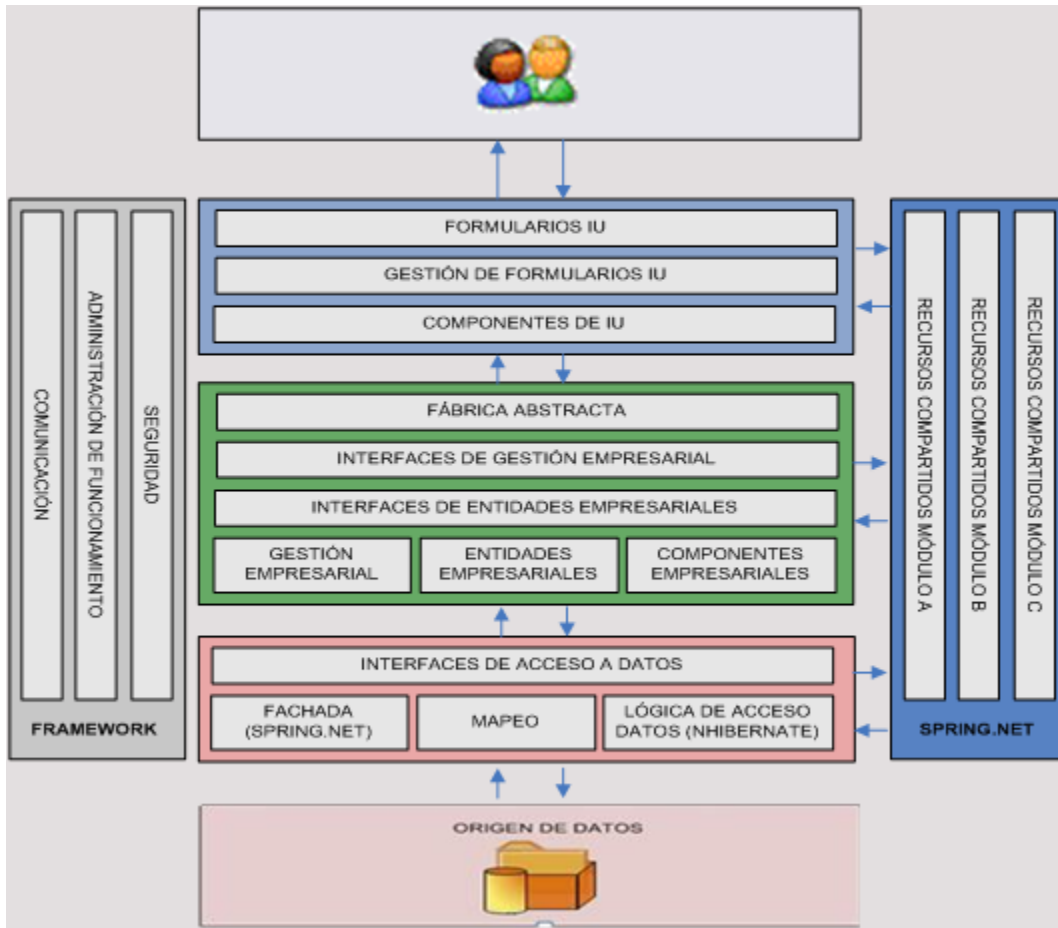 FORMULARIOS IU
GESTIÓN DE FORMULARIOS IU
COMPONENTES DE IU
COMUNICACIÓN
ADMINISTRACIÓN DE FUNCIONAMIENTO
SEGURIDAD
FRAMEWORK
FÁBRICA ABSTRACTA
INTERFACES DE GESTIÓN EMPRESARIAL
INTERFACES DE ENTIDADES EMPRESARIALES
GESTIÓN
EMPRESARIAL
ENTIDADES
EMPRESARIALES
COMPONENTES
EMPRESARIALES
INTERFACES DE ACCESO A DATOS
FACHADA
(SPRING.NET)
MAPEO
LÓGICA DE ACCESO
DATOS (NHIBERNATE)
RECURSOS COMPARTIDOS MÓDULO A
RECURSOS COMPARTIDOS MÓDULO B
RECURSOS COMPARTIDOS MÓDULO C
SPRING.NET
ORIGEN DE DATOS